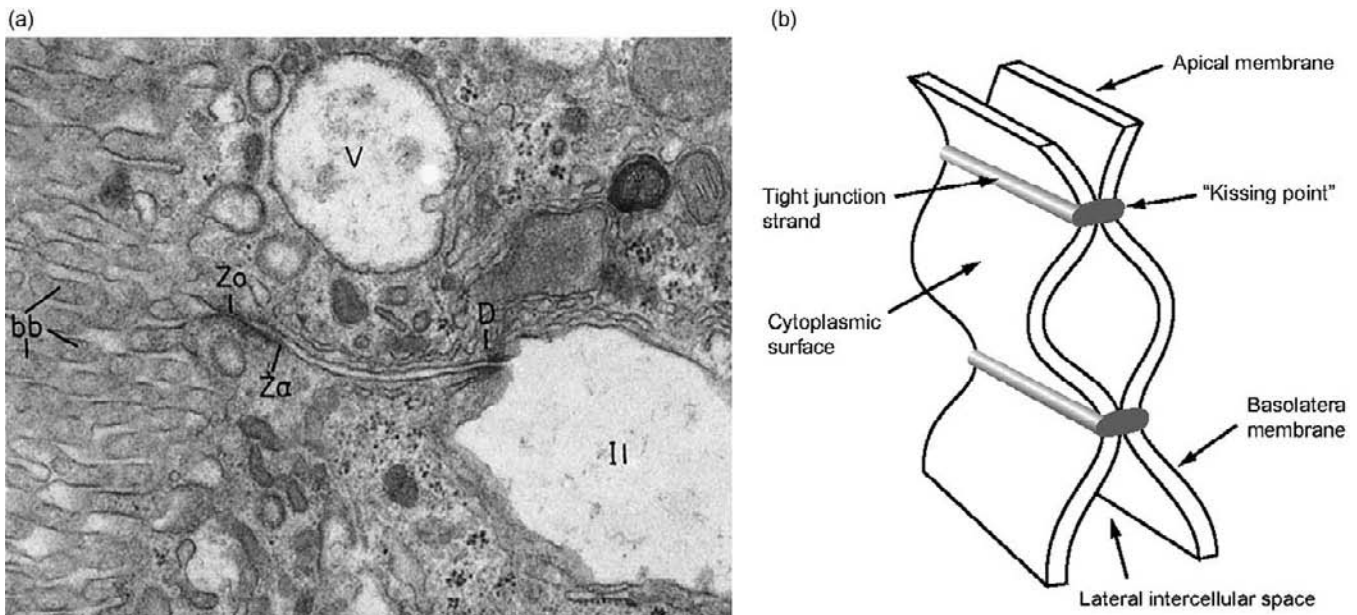 (a)
(b)
V
Zo
bb
Za
D
Il
Apical membrane
Tight junction
strand
"Kissing point"
Cytoplasmic
surface
Basolatera
membrane
Lateral intercellular space